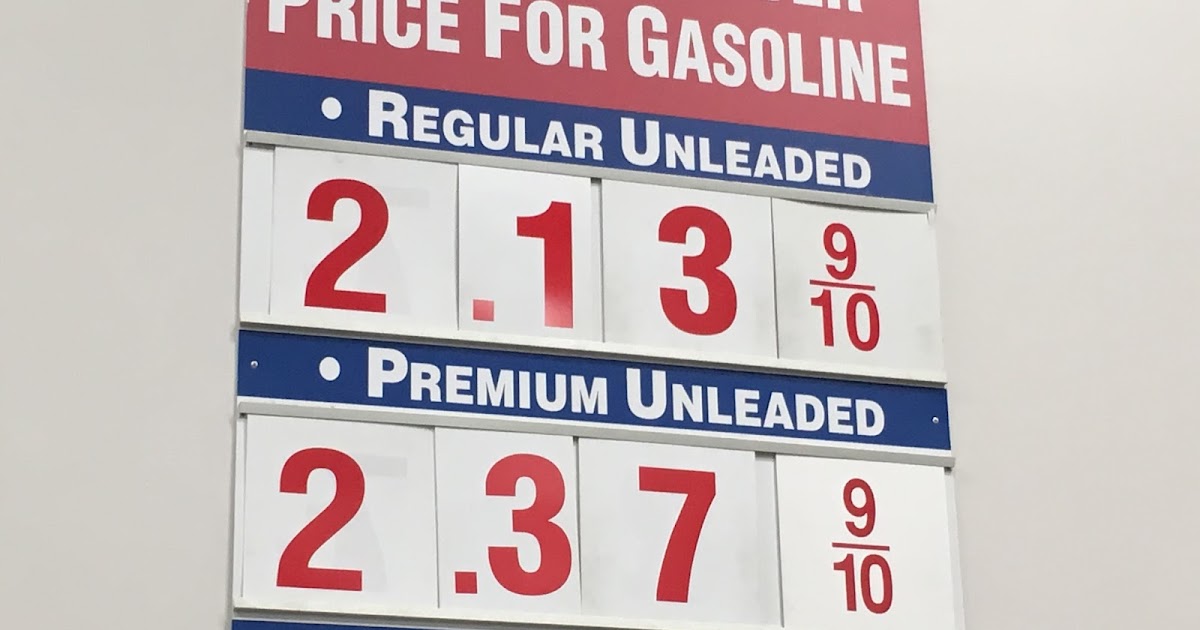 PRICE FOR GASOLINE
• REGULAR UNLEADED
2.13 9/10
• PREMIUM UNLEADED
2.37 9/10